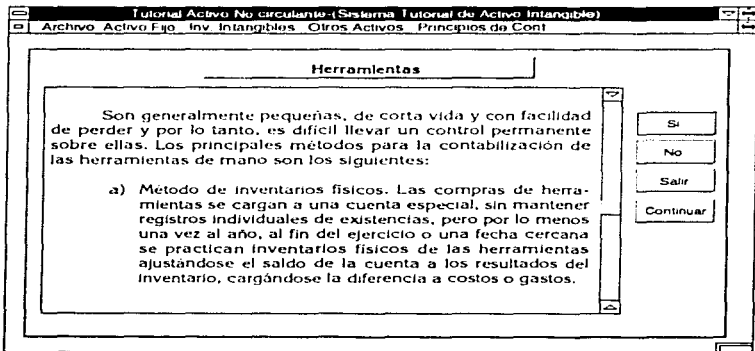 Tutorial Activo No circulante-(Sistema Tutorial de Activo Intangible)
Archivo Activo Fijo Inv. Intangibles Otros Activos Principios de Cont
Herramientas
Son generalmente pequeñas, de corta vida y con facilidad
de perder y por lo tanto, es difícil llevar un control permanente
sobre ellas. Los principales métodos para la contabilización de
las herramientas de mano son los siguientes:
a) Método de inventarios físicos. Las compras de herra-
mientas se cargan a una cuenta especial, sin mantener
registros individuales de existencias, pero por lo menos
una vez al año, al fin del ejercicio o una fecha cercana
se practican inventarios físicos de las herramientas
ajustándose el saldo de la cuenta a los resultados del
inventario, cargándose la diferencia a costos o gastos.
Si
No
Salir
Continuar